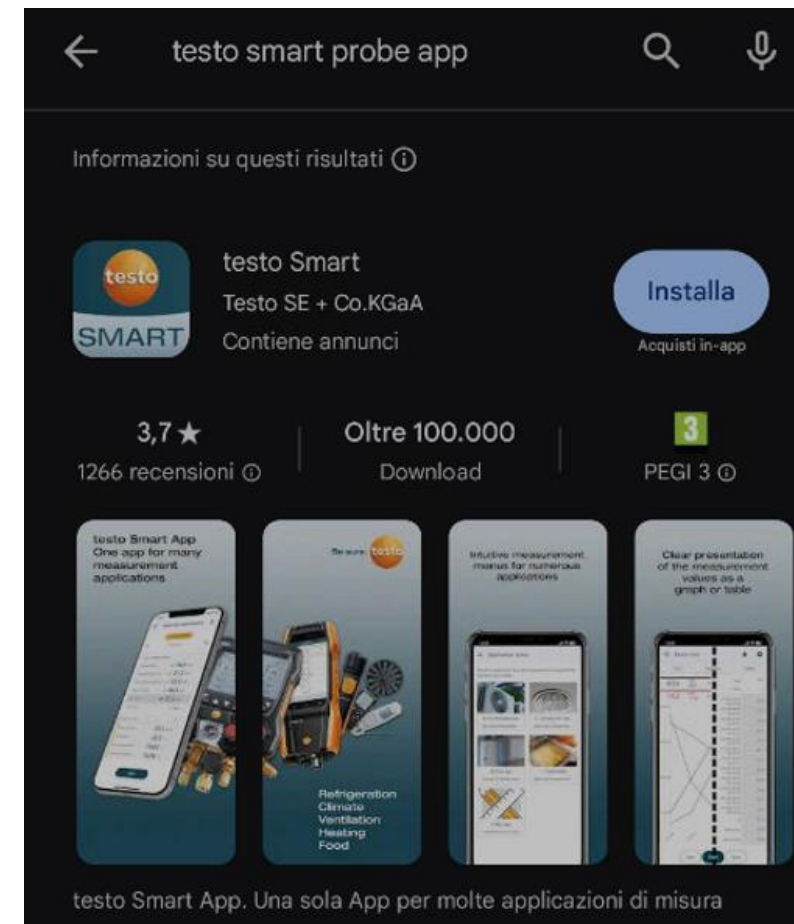 testo smart probe app
Informazioni su questi risultati
testo
SMART
testo Smart
Testo SE + Co.KGaA
Contiene annunci
Installa
Acquisti in-app
3,7 ★
1266 recensioni
Oltre 100.000
Download
3
PEGI 3
testo Smart App
One app for many
measurement
applications
Be sure. testo
Refrigeration
Climate
Ventilation
Heating
Food
Intuitive measurement
menus for numerous
applications
Clear presentation
of the measurement
values as a
graph or table
testo Smart App. Una sola App per molte applicazioni di misura